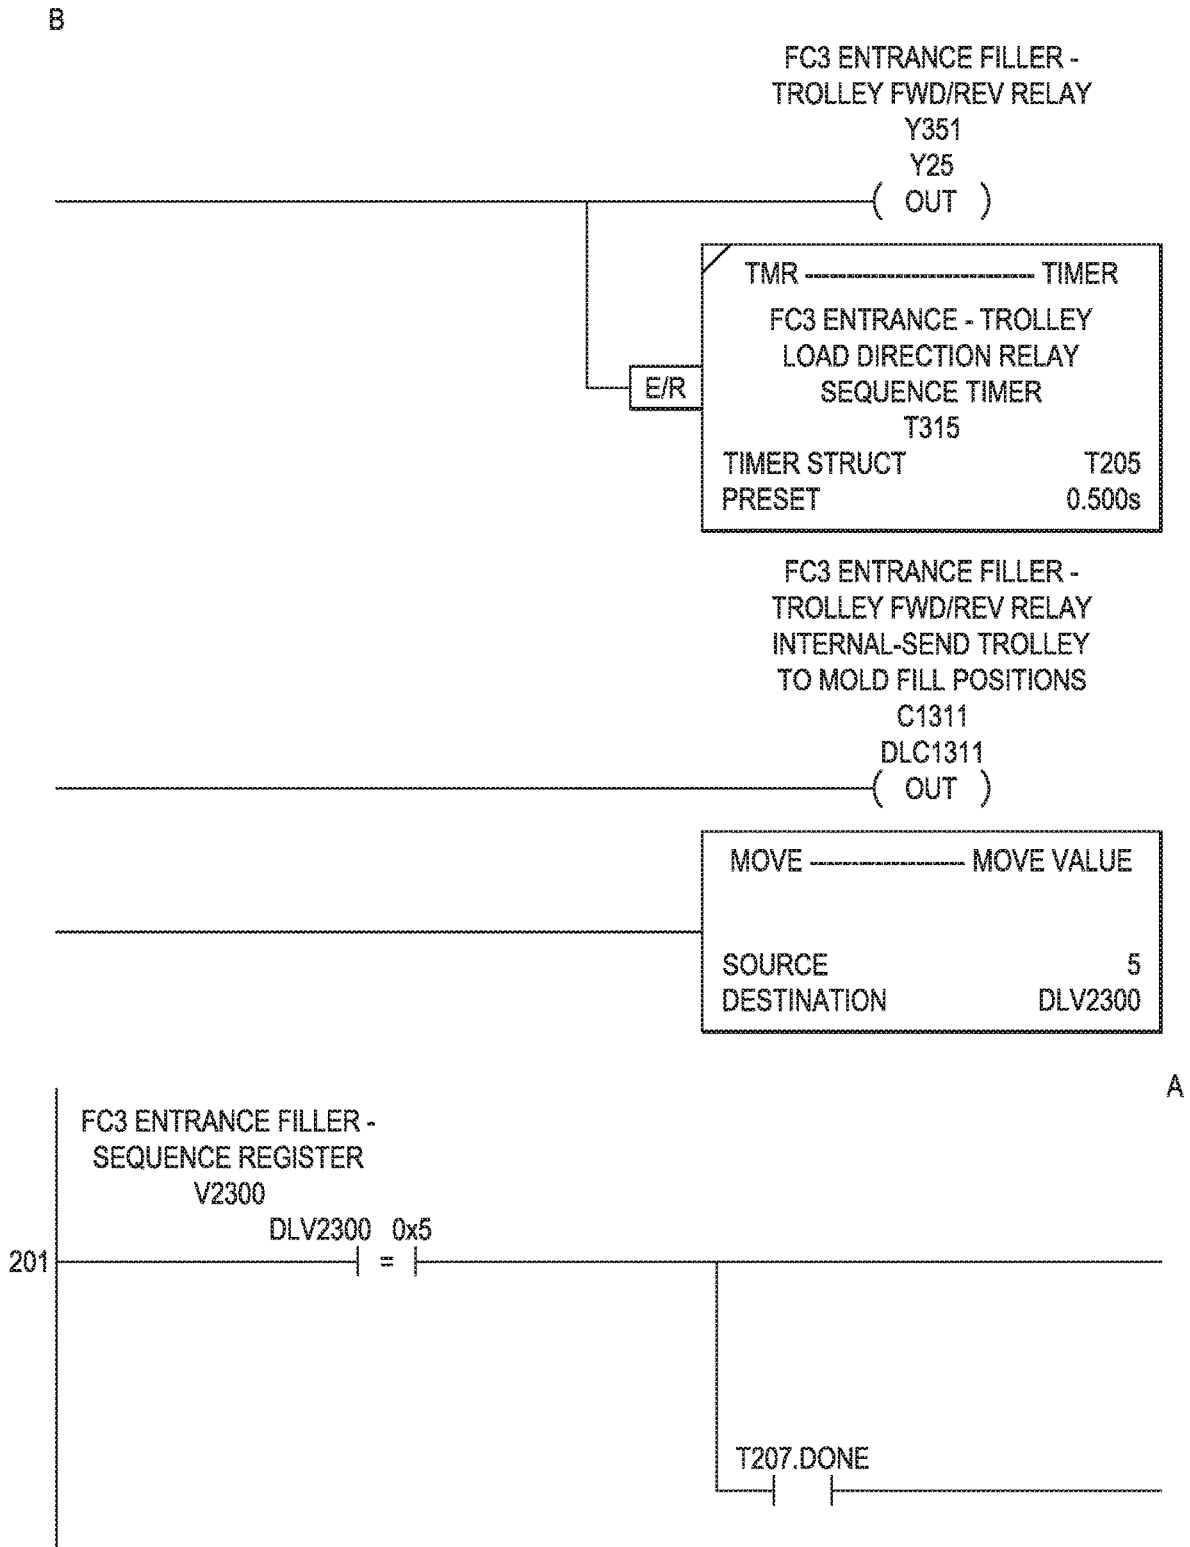 B
FC3 ENTRANCE FILLER -
TROLLEY FWD/REV RELAY
Y351
Y25
( OUT )
TMR -------------------------- TIMER
FC3 ENTRANCE - TROLLEY
LOAD DIRECTION RELAY
E/R
SEQUENCE TIMER
T315
TIMER STRUCT T205
PRESET 0.500s
FC3 ENTRANCE FILLER -
TROLLEY FWD/REV RELAY
INTERNAL-SEND TROLLEY
TO MOLD FILL POSITIONS
C1311
DLC1311
( OUT )
MOVE ------------------ MOVE VALUE
SOURCE 5
DESTINATION DLV2300
A
FC3 ENTRANCE FILLER -
SEQUENCE REGISTER
V2300
DLV2300 0x5
201 =
T207.DONE